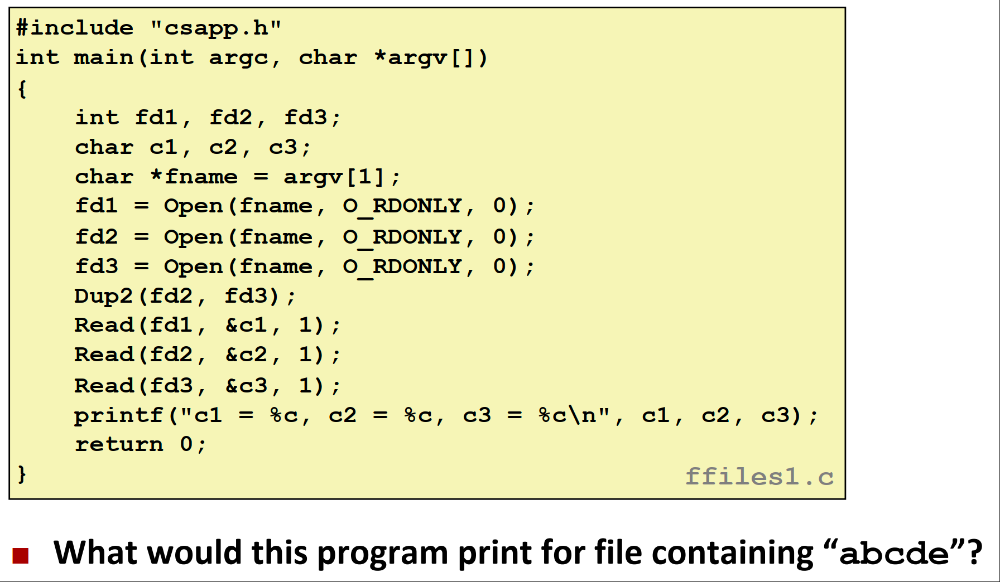 #include "csapp.h"
int main(int argc, char *argv[])
{
    int fd1, fd2, fd3;
    char c1, c2, c3;
    char *fname = argv[1];
    fd1 = Open(fname, O_RDONLY, 0);
    fd2 = Open(fname, O_RDONLY, 0);
    fd3 = Open(fname, O_RDONLY, 0);
    Dup2(fd2, fd3);
    Read(fd1, &c1, 1);
    Read(fd2, &c2, 1);
    Read(fd3, &c3, 1);
    printf("c1 = %c, c2 = %c, c3 = %c\n", c1, c2, c3);
    return 0;
}
ffiles1.c
■ What would this program print for file containing “abcde”?